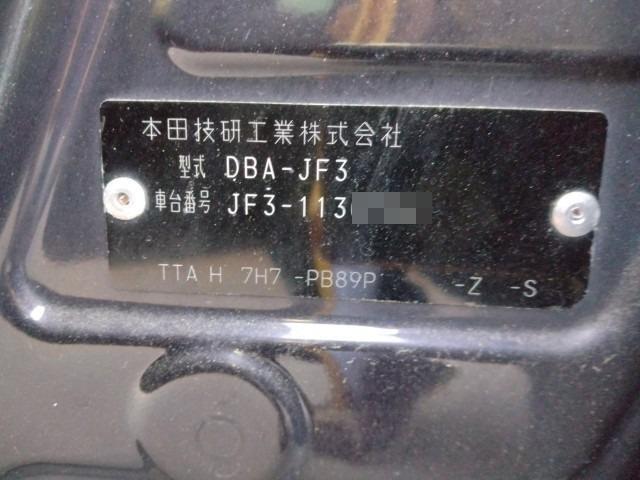 本田技研工業株式会社
型式 DBA-JF3
車台番号 JF3-113
TTA H 7H7 -PB89P -Z -S